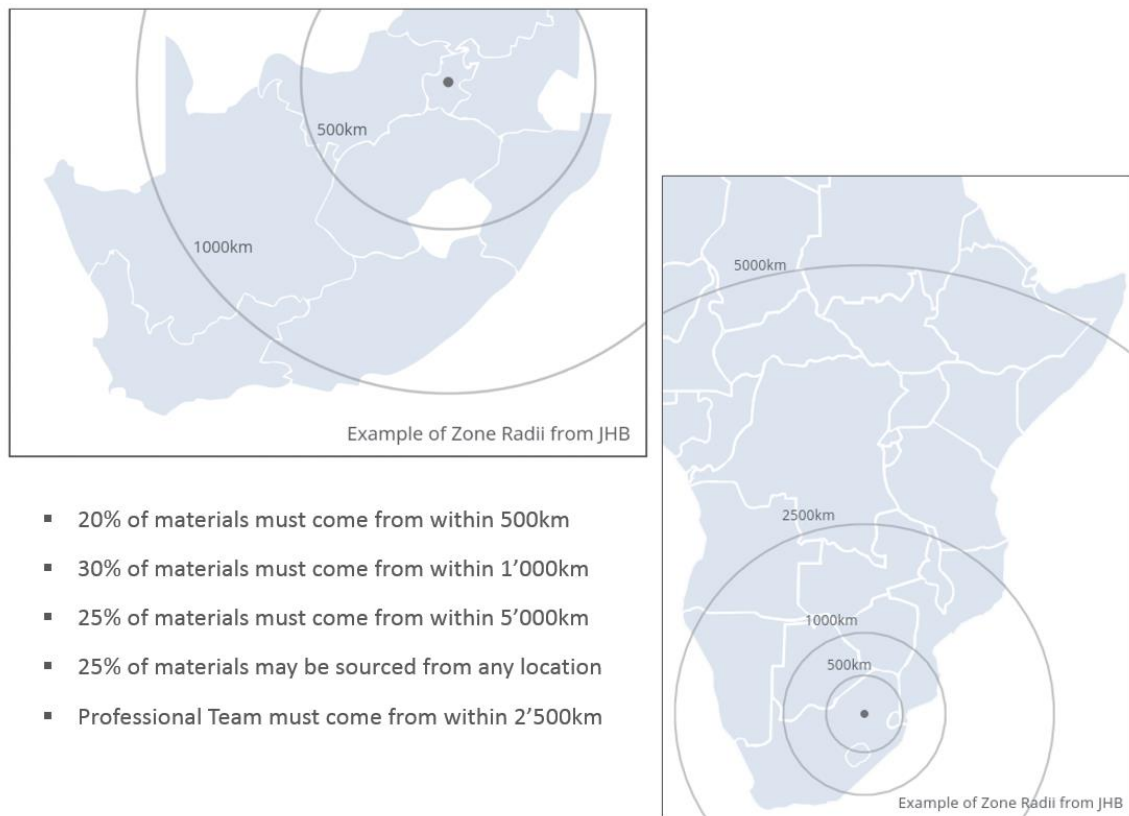 500km
1000km
Example of Zone Radii from JHB
5000km
2500km
1000km
500km
Example of Zone Radii from JHB
▪ 20% of materials must come from within 500km
▪ 30% of materials must come from within 1’000km
▪ 25% of materials must come from within 5’000km
▪ 25% of materials may be sourced from any location
▪ Professional Team must come from within 2’500km